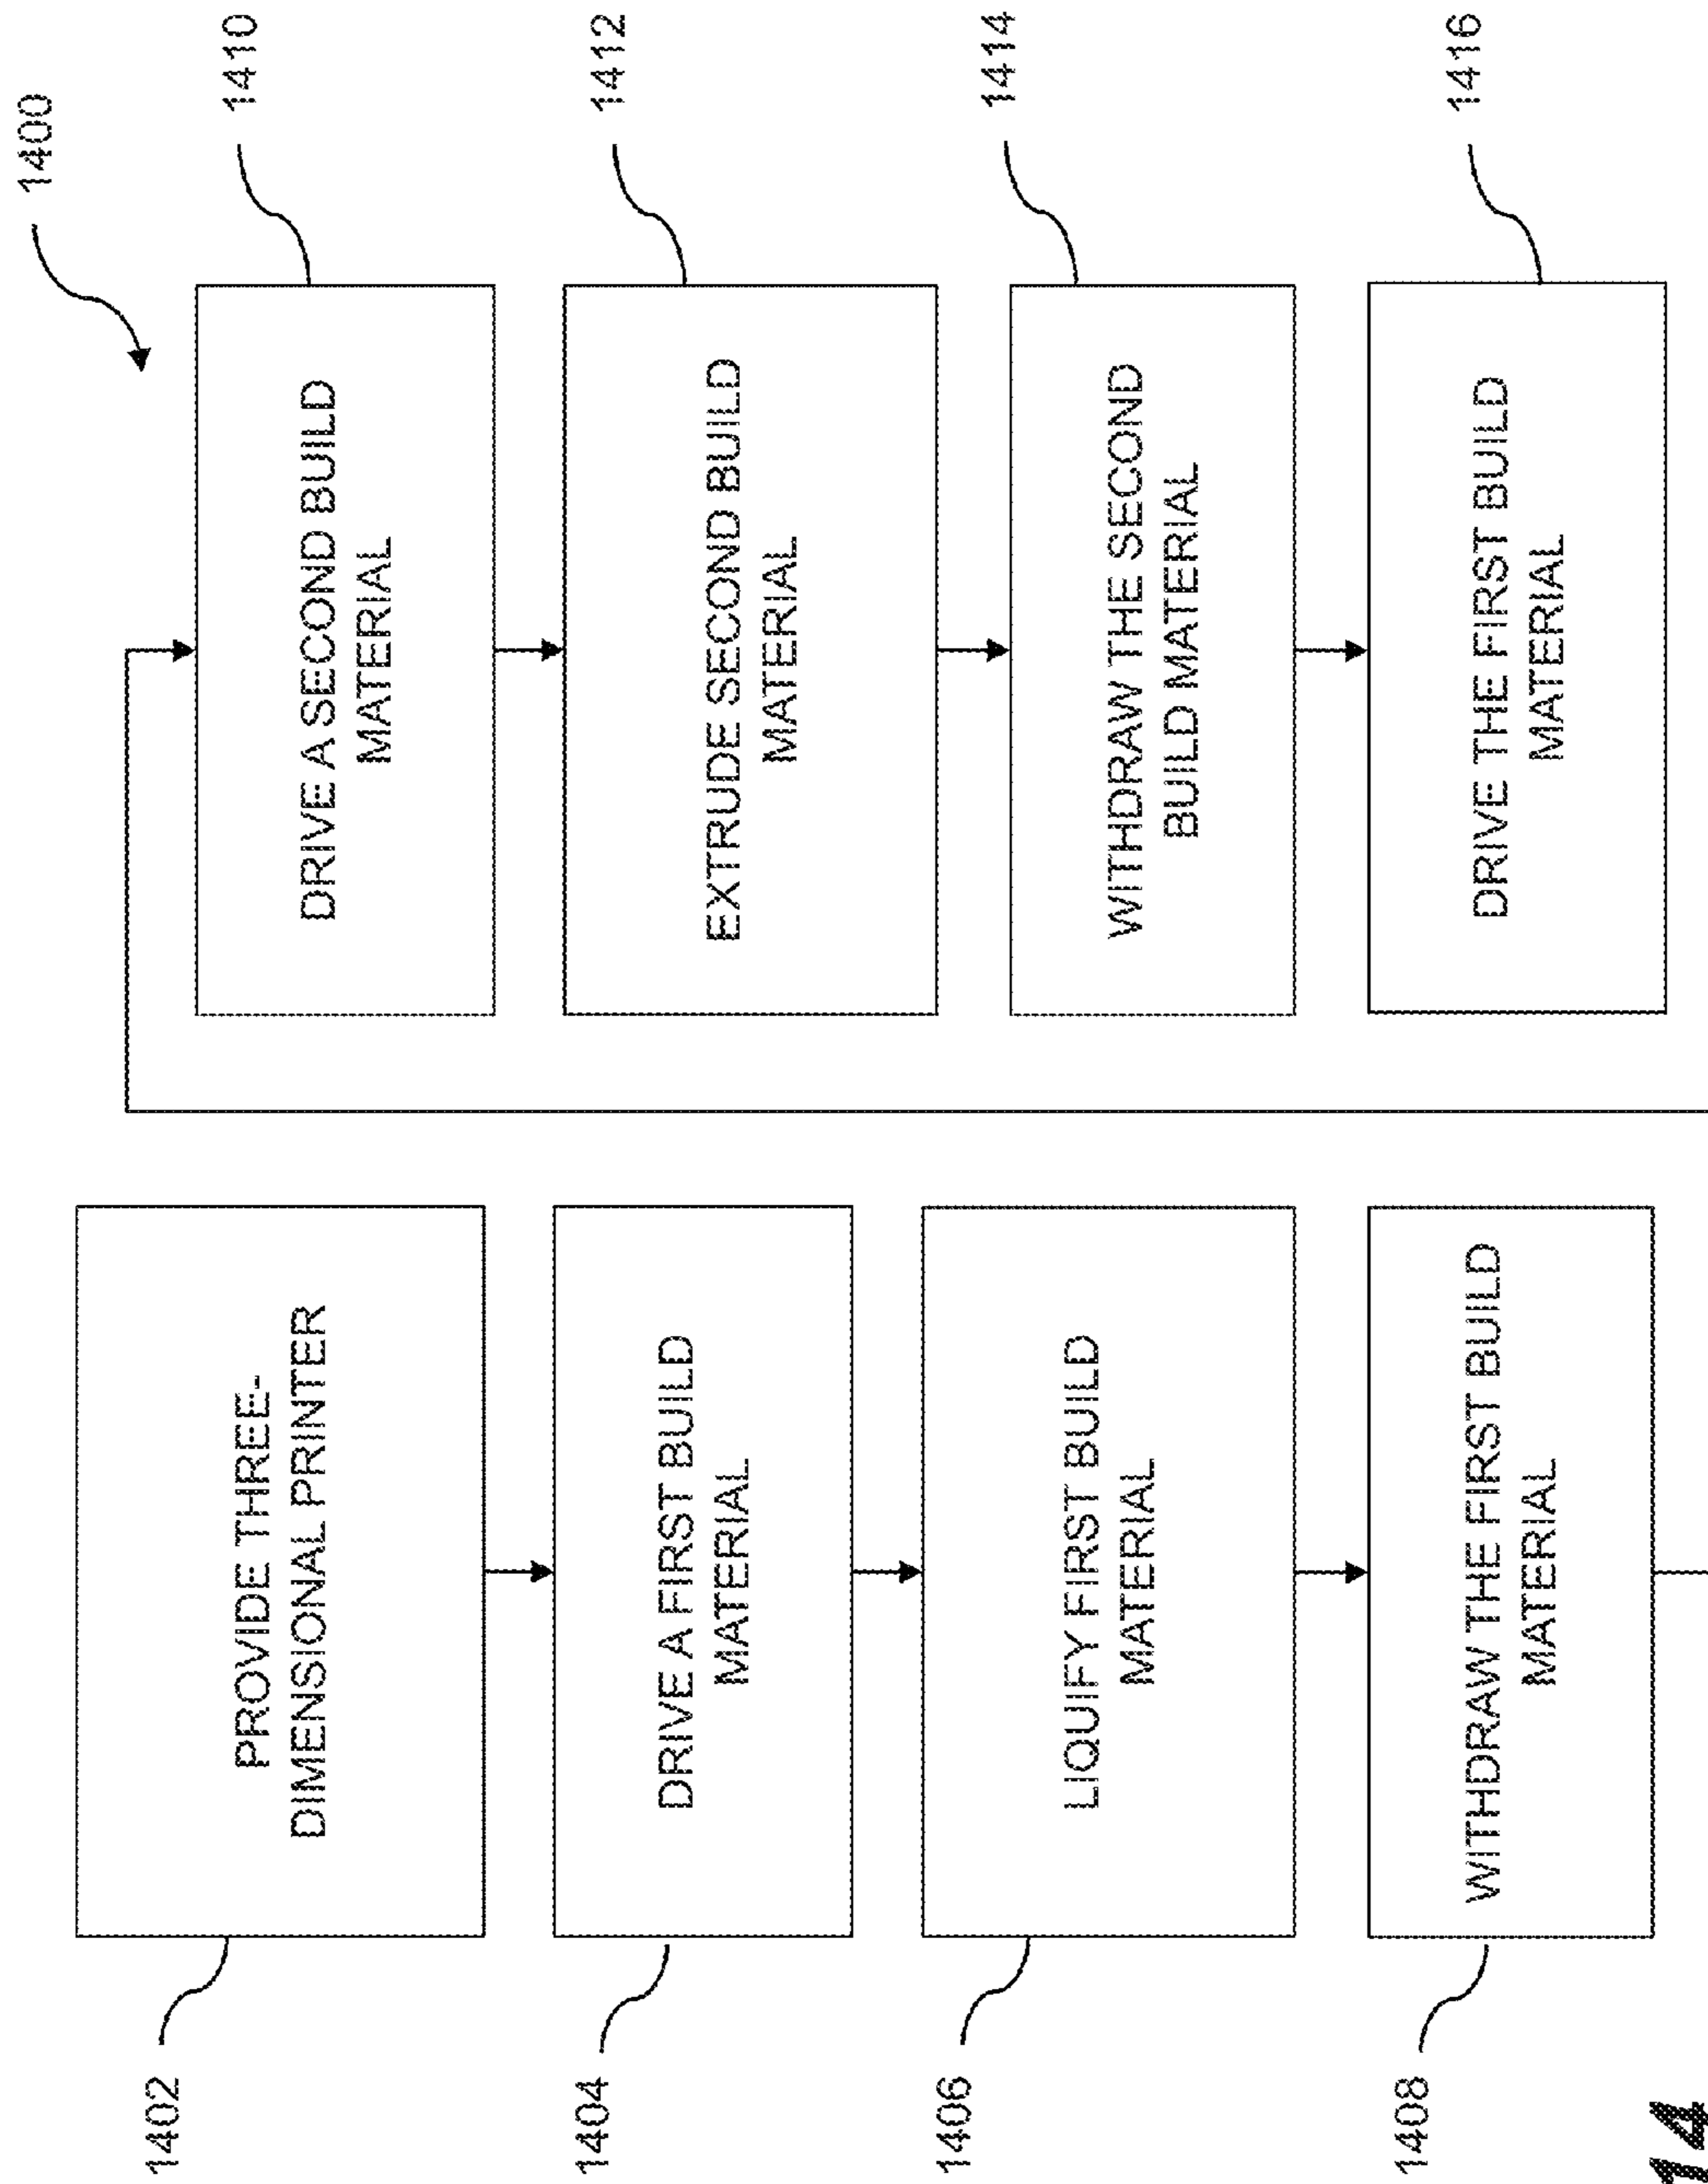 1400
1402
PROVIDE THREE-
DIMENSIONAL PRINTER
1404
DRIVE A FIRST BUILD
MATERIAL
1406
LIQUIFY FIRST BUILD
MATERIAL
1408
WITHDRAW THE FIRST BUILD
MATERIAL
1410
DRIVE A SECOND BUILD
MATERIAL
1412
EXTRUDE SECOND BUILD
MATERIAL
1414
WITHDRAW THE SECOND
BUILD MATERIAL
1416
DRIVE THE FIRST BUILD
MATERIAL
14